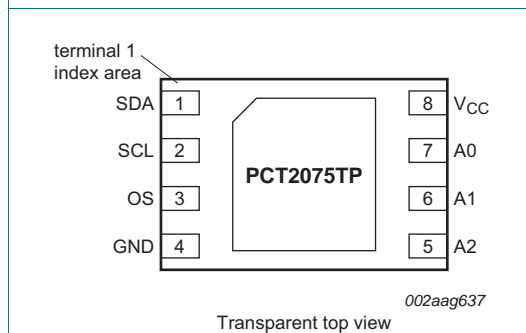 terminal 1
index area
SDA 1
SCL 2
OS 3
GND 4
PCT2075TP
8 VCC
7 A0
6 A1
5 A2
002aag637
Transparent top view